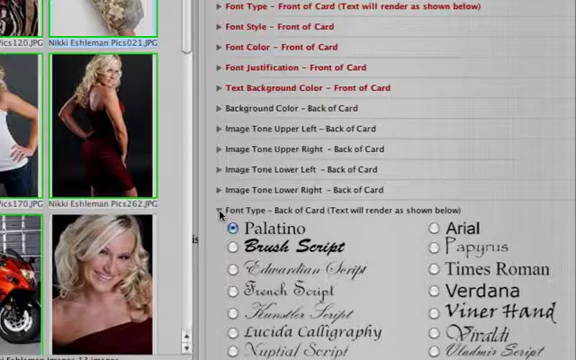 Font Type - Front of Card (Text will render as shown below)
Font Style - Front of Card
Font Color - Front of Card
Font Justification - Front of Card
Text Background Color - Front of Card
Background Color - Back of Card
Image Tone Upper Left - Back of Card
Image Tone Upper Right - Back of Card
Image Tone Lower Left - Back of Card
Image Tone Lower Right - Back of Card
Font Type - Back of Card (Text will render as shown below)
Palatino
Arial
Brush Script
Papyrus
Edwardian Script
Times Roman
French Script
Verdana
Kunstler Script
Viner Hand
Lucida Calligraphy
Vivaldi
Nuptial Script
Vladimir Script
Pics120.JPG
Nikki Eshleman Pics021.JPG
Pics170.JPG
Nikki Eshleman Pics262.JPG